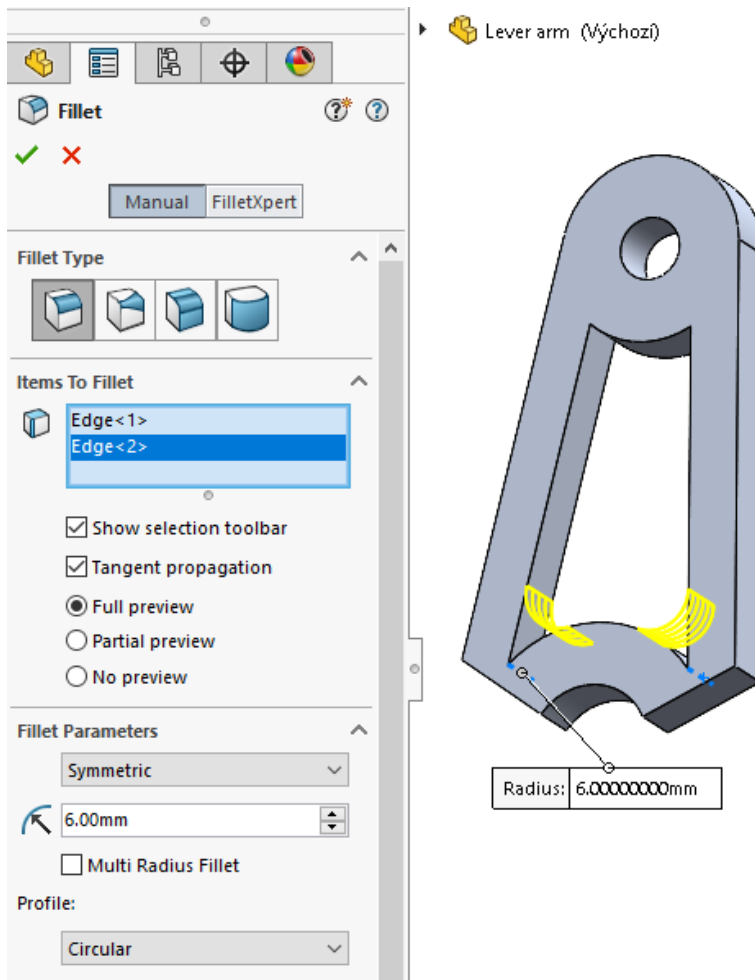 Lever arm (Výchozí)
Fillet
Manual
FilletXpert
Fillet Type
Items To Fillet
Edge<1>
Edge<2>
Show selection toolbar
Tangent propagation
Full preview
Partial preview
No preview
Fillet Parameters
Symmetric
6.00mm
Multi Radius Fillet
Profile:
Circular
Radius: 6.00000000mm